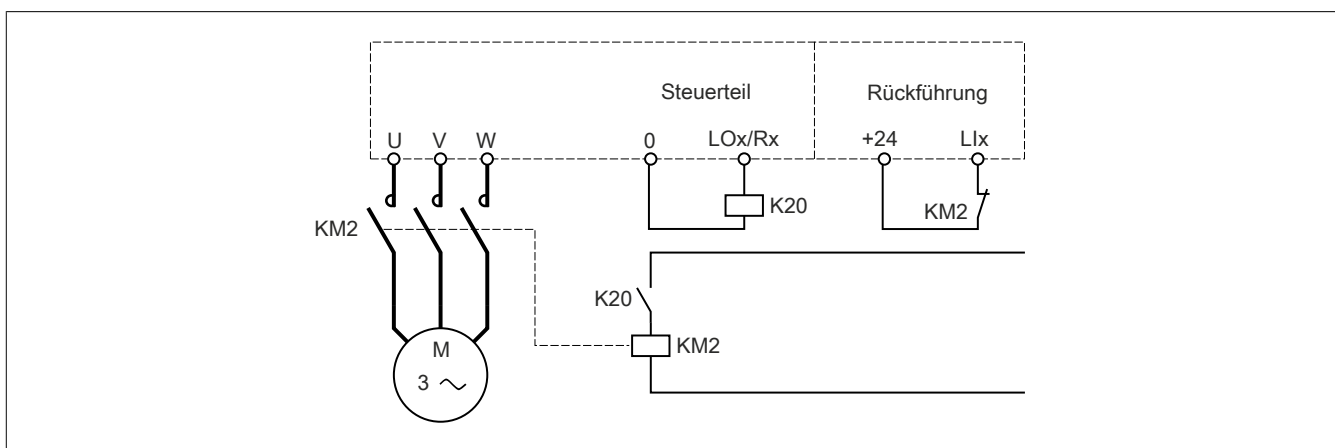 Steuerteil Rückführung
U V W 0 LOx/Rx +24 LIx
K20
KM2
KM2
K20
KM2
M
3